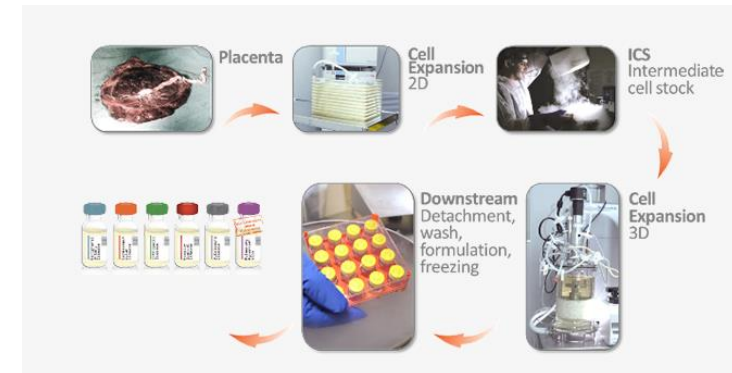 Placenta
Cell
Expansion
2D
ICS
Intermediate
cell stock
Cell
Expansion
3D
Downstream
Detachment,
wash,
formulation,
freezing